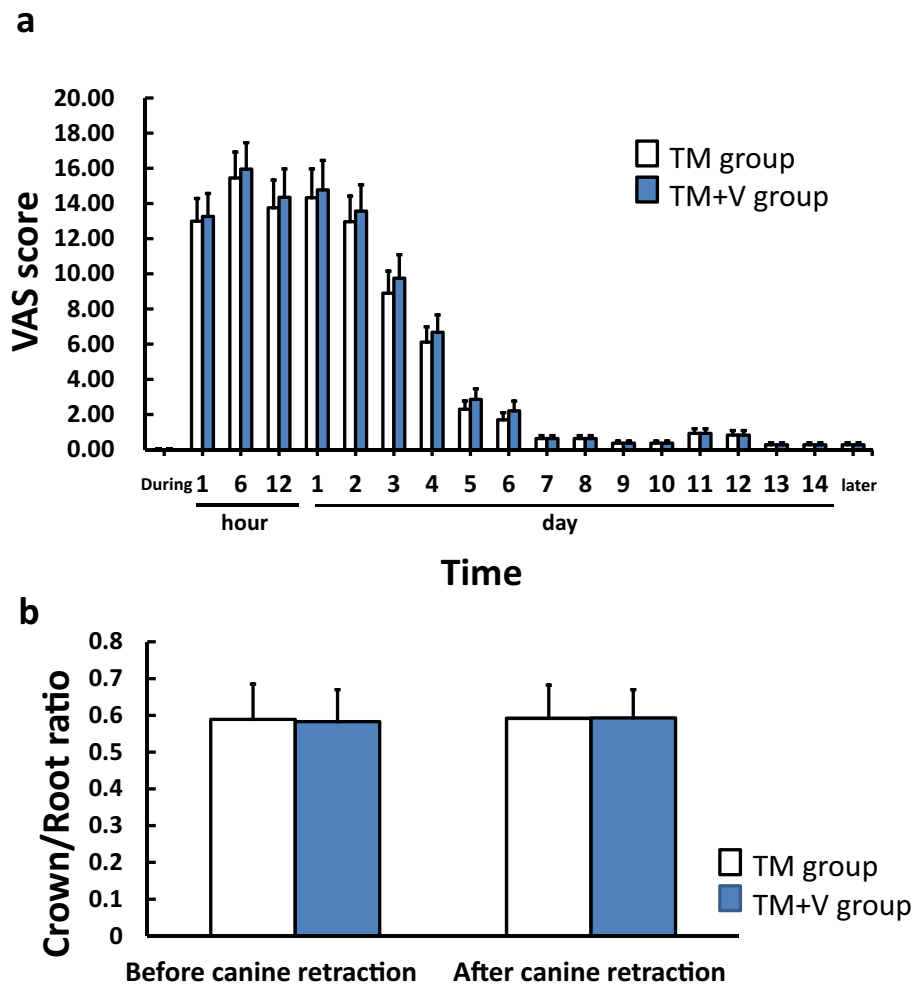 a
20.00
18.00
16.00
14.00
12.00
10.00
8.00
6.00
4.00
2.00
0.00
VAS score
TM group
TM+V group
During 1 6 12 1 2 3 4 5 6 7 8 9 10 11 12 13 14 later
hour day
Time
b
0.8
0.7
0.6
0.5
0.4
0.3
0.2
0.1
0
Crown/Root ratio
TM group
TM+V group
Before canine retraction After canine retraction